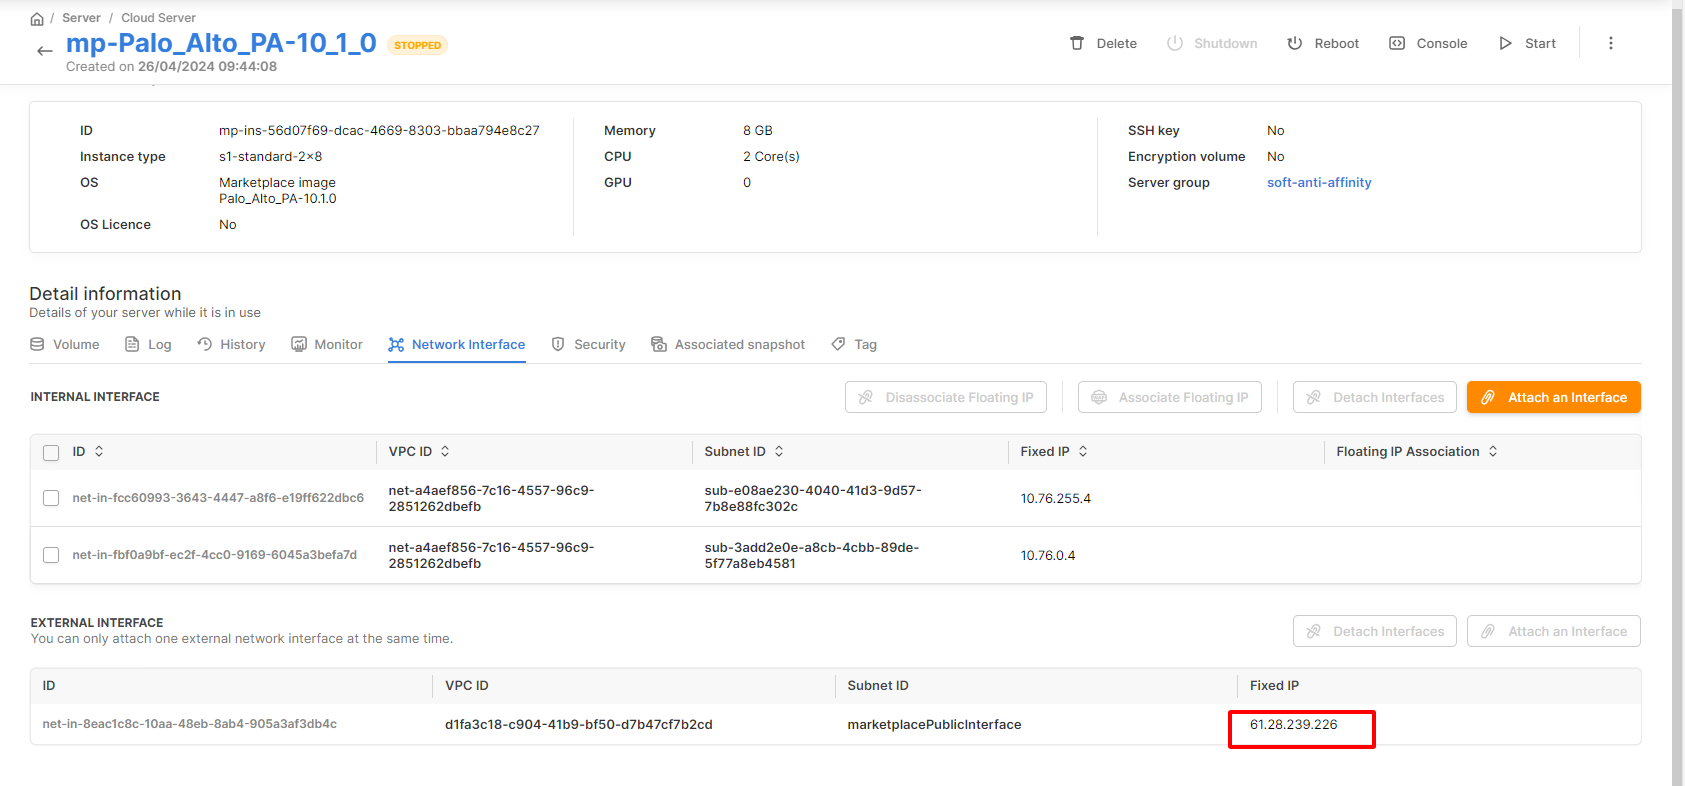 Server / Cloud Server
mp-Palo_Alto_PA-10_1_0 STOPPED
Created on 26/04/2024 09:44:08
Delete Shutdown Reboot Console Start
ID mp-ins-56d07f69-dcac-4669-8303-bbaa794e8c27 Memory 8 GB SSH key No
Instance type s1-standard-2x8 CPU 2 Core(s) Encryption volume No
OS Marketplace image GPU 0 Server group soft-anti-affinity
Palo_Alto_PA-10.1.0
OS Licence No
Detail information
Details of your server while it is in use
Volume Log History Monitor Network Interface Security Associated snapshot Tag
INTERNAL INTERFACE Disassociate Floating IP Associate Floating IP Detach Interfaces Attach an Interface
ID VPC ID Subnet ID Fixed IP Floating IP Association
net-in-fcc60993-3643-4447-a8f6-e19ff622dbc6 net-a4aef856-7c16-4557-96c9- sub-e08ae230-4040-41d3-9d57- 10.76.255.4
2851262dbefb 7b8e88fc302c
net-in-fbf0a9bf-ec2f-4cc0-9169-6045a3befa7d net-a4aef856-7c16-4557-96c9- sub-3add2e0e-a8cb-4cbb-89de- 10.76.0.4
2851262dbefb 5f77a8eb4581
EXTERNAL INTERFACE
You can only attach one external network interface at the same time. Detach Interfaces Attach an Interface
ID VPC ID Subnet ID Fixed IP
net-in-8eac1c8c-10aa-48eb-8ab4-905a3af3db4c d1fa3c18-c904-41b9-bf50-d7b47cf7b2cd marketplacePublicInterface 61.28.239.226